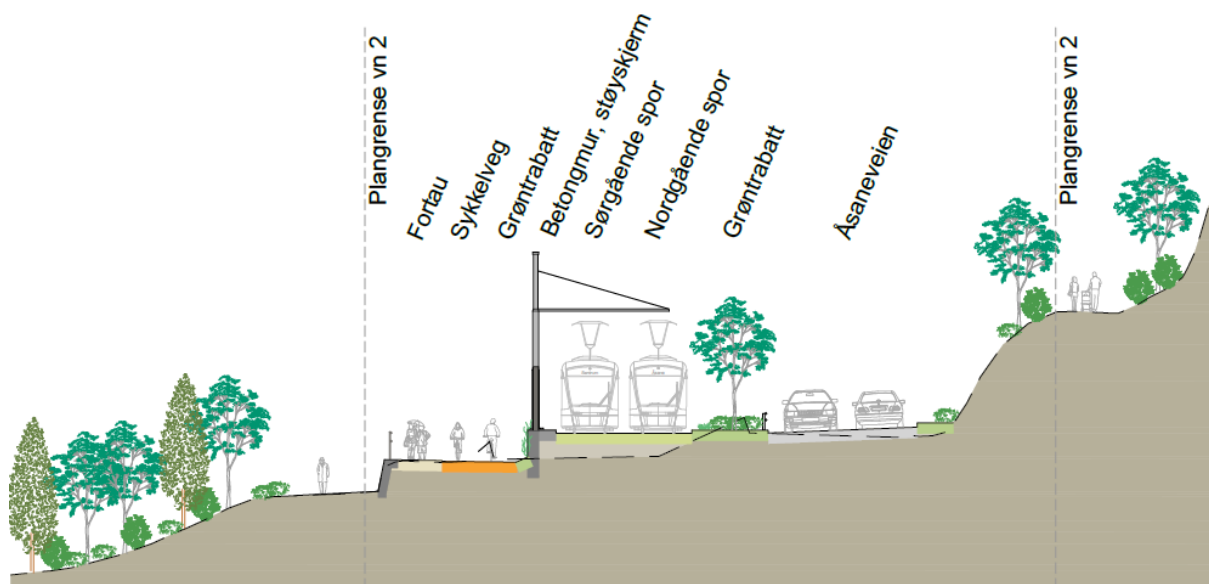 Plangrense vn 2
Fortau
Sykkelveg
Grøntrabatt
Betongmur, støyskjerm
Sørgående spor
Nordgående spor
Grøntrabatt
Åsaneveien
Plangrense vn 2